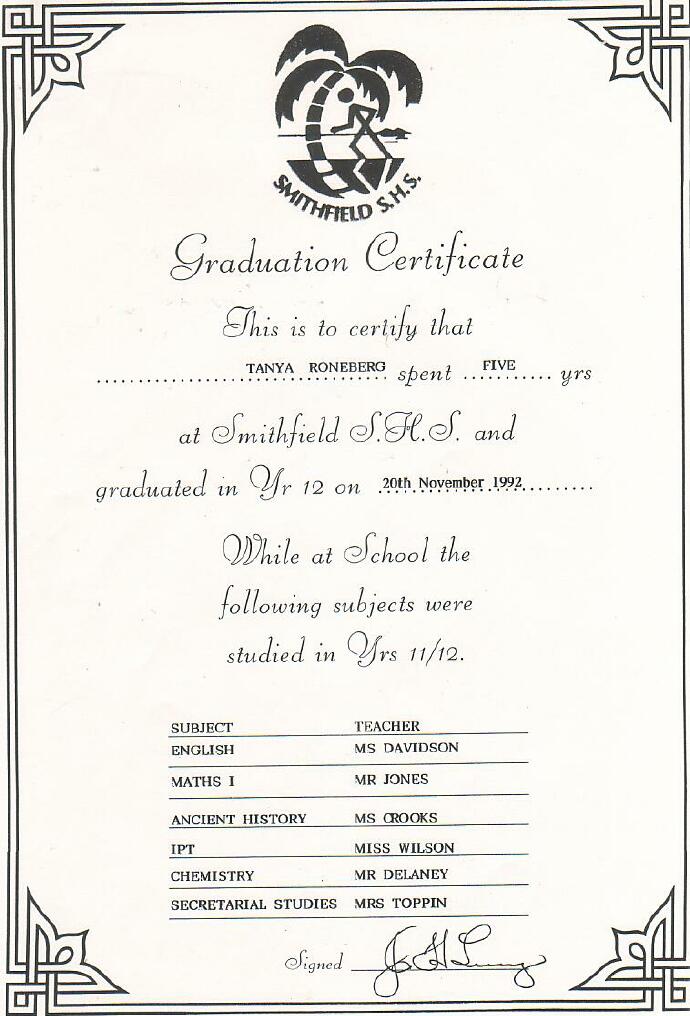 SMITHFIELD S.H.S.
Graduation Certificate
This is to certify that
TANYA RONEBERG spent FIVE yrs
at Smithfield S.H.S. and
graduated in Yr 12 on 20th November 1992
While at School the
following subjects were
studied in Yrs 11/12.
SUBJECT TEACHER
ENGLISH MS DAVIDSON
MATHS I MR JONES
ANCIENT HISTORY MS CROOKS
IPT MISS WILSON
CHEMISTRY MR DELANEY
SECRETARIAL STUDIES MRS TOPPIN
Signed